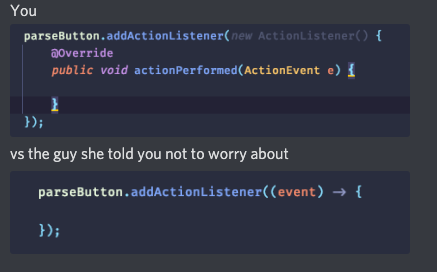 You
parseButton.addActionListener(new ActionListener() {
@Override
public void actionPerformed(ActionEvent e) {
}
});
vs the guy she told you not to worry about
parseButton.addActionListener((event) → {
});